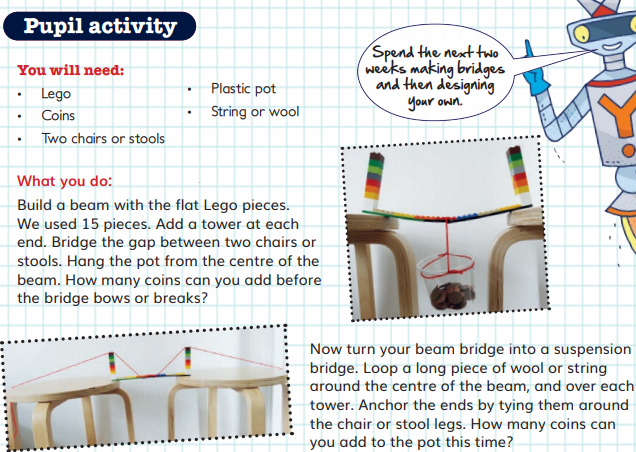 Pupil activity
You will need:
• Lego
• Coins
• Two chairs or stools
• Plastic pot
• String or wool
Spend the next two
weeks making bridges
and then designing
your own.
What you do:
Build a beam with the flat Lego pieces.
We used 15 pieces. Add a tower at each
end. Bridge the gap between two chairs or
stools. Hang the pot from the centre of the
beam. How many coins can you add before
the bridge bows or breaks?
Now turn your beam bridge into a suspension
bridge. Loop a long piece of wool or string
around the centre of the beam, and over each
tower. Anchor the ends by tying them around
the chair or stool legs. How many coins can
you add to the pot this time?